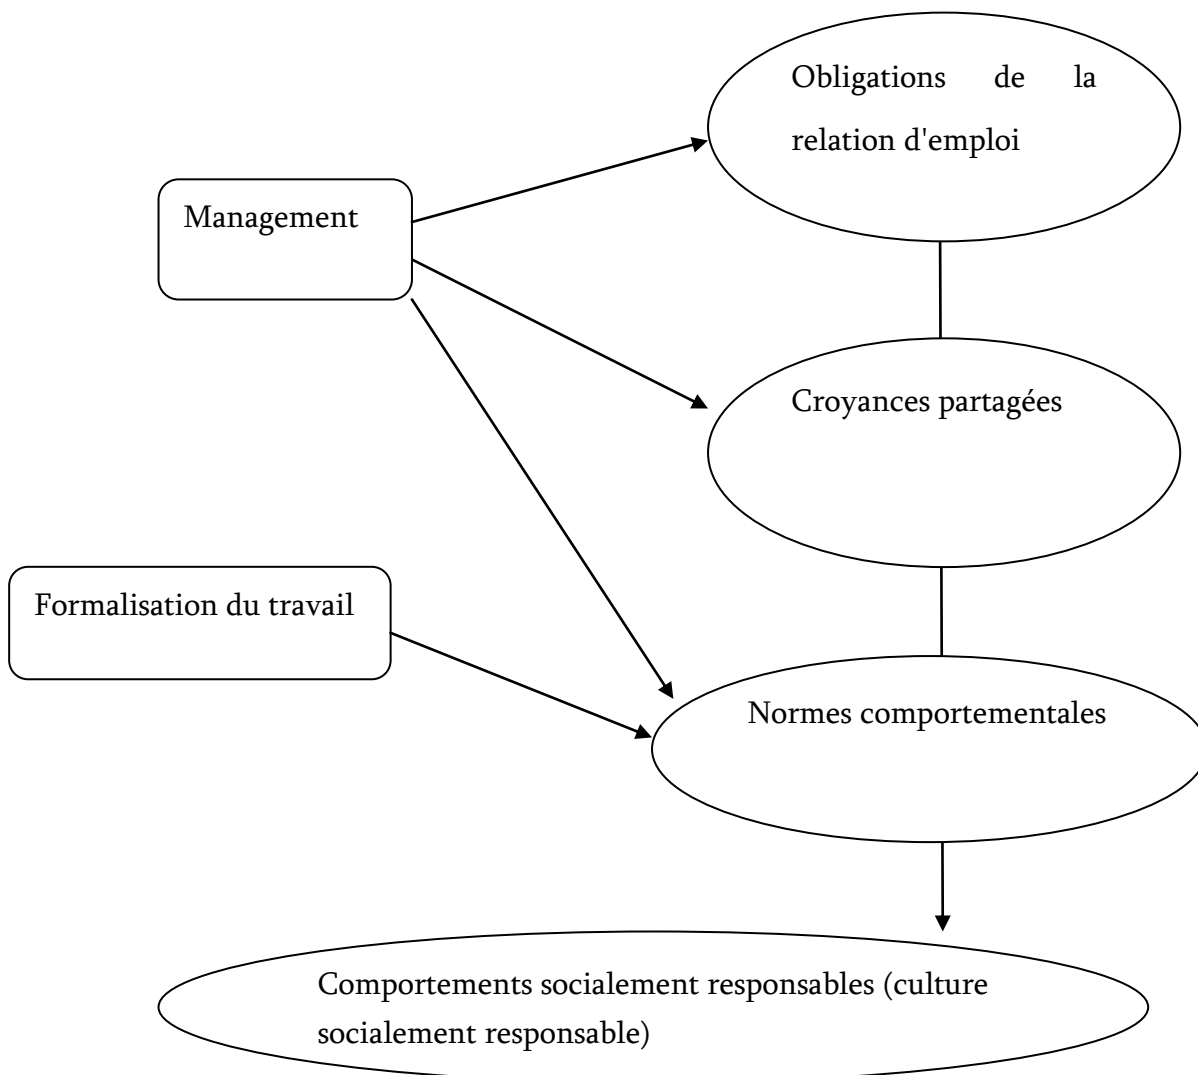 Obligations de la
relation d'emploi
Management
Croyances partagées
Formalisation du travail
Normes comportementales
Comportements socialement responsables (culture
socialement responsable)